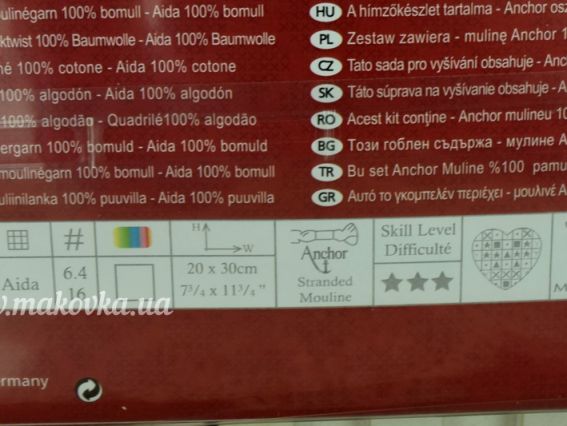 ulinégarn 100% bomull - Aida 100% bomull
ktwist 100% Baumwolle - Aida 100% Baumwolle
né 100% cotone - Aida 100% cotone
100% algodón - Aida 100% algodón
100% algodão - Quadrilé100% algodão
ergarn 100% bomuld - Aida 100% bomuld
moulinégarn 100% bomull - Aida 100% bomull
uliinilanka 100% puuvilla - Aida 100% puuvilla
HU A hímzőkészlet tartalma - Anchor osz
PL Zestaw zawiera - mulinę Anchor 1
CZ Tato sada pro vyšívání obsahuje - Anc
SK Táto súprava na vyšívanie obsahuje - A
RO Acest kit conţine - Anchor mulineu 10
BG Този гоблен съдържа - мулине A
TR Bu set Anchor Muline %100 pamu
GR Αυτό το γκομπελέν περιέχει - μουλινέ A
Aida
#
6.4
16
H
W
20 x 30cm
7³/₄ x 11³/₄ "
Anchor
Stranded
Mouline
Skill Level
Difficulté
M
.makovka.ua
ermany